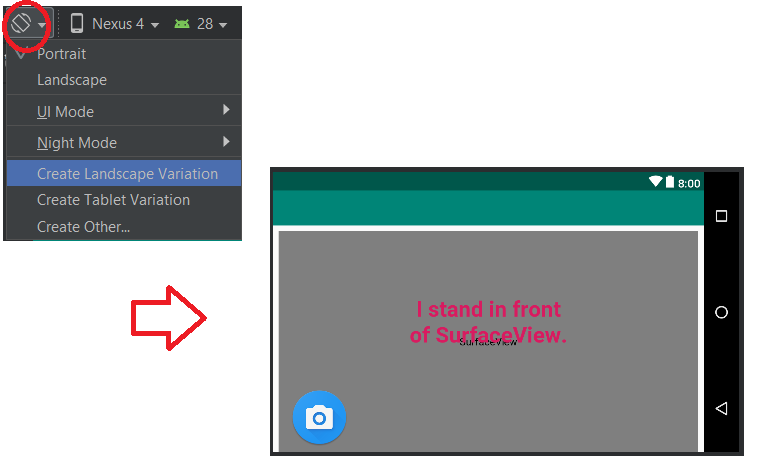 Nexus 4 28
Portrait
Landscape
UI Mode
Night Mode
Create Landscape Variation
Create Tablet Variation
Create Other...
8:00
I stand in front
of SurfaceView.
SurfaceView